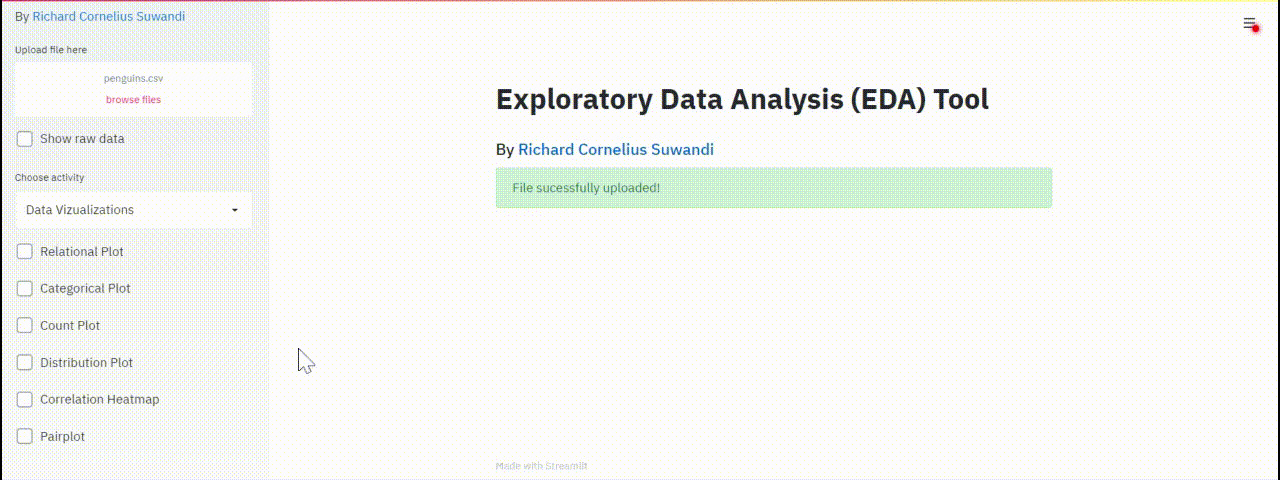 By Richard Cornelius Suwandi
Upload file here
penguins.csv
browse files
Show raw data
Choose activity
Data Vizualizations
Relational Plot
Categorical Plot
Count Plot
Distribution Plot
Correlation Heatmap
Pairplot
Exploratory Data Analysis (EDA) Tool
By Richard Cornelius Suwandi
File sucessfully uploaded!
Made with Streamlit